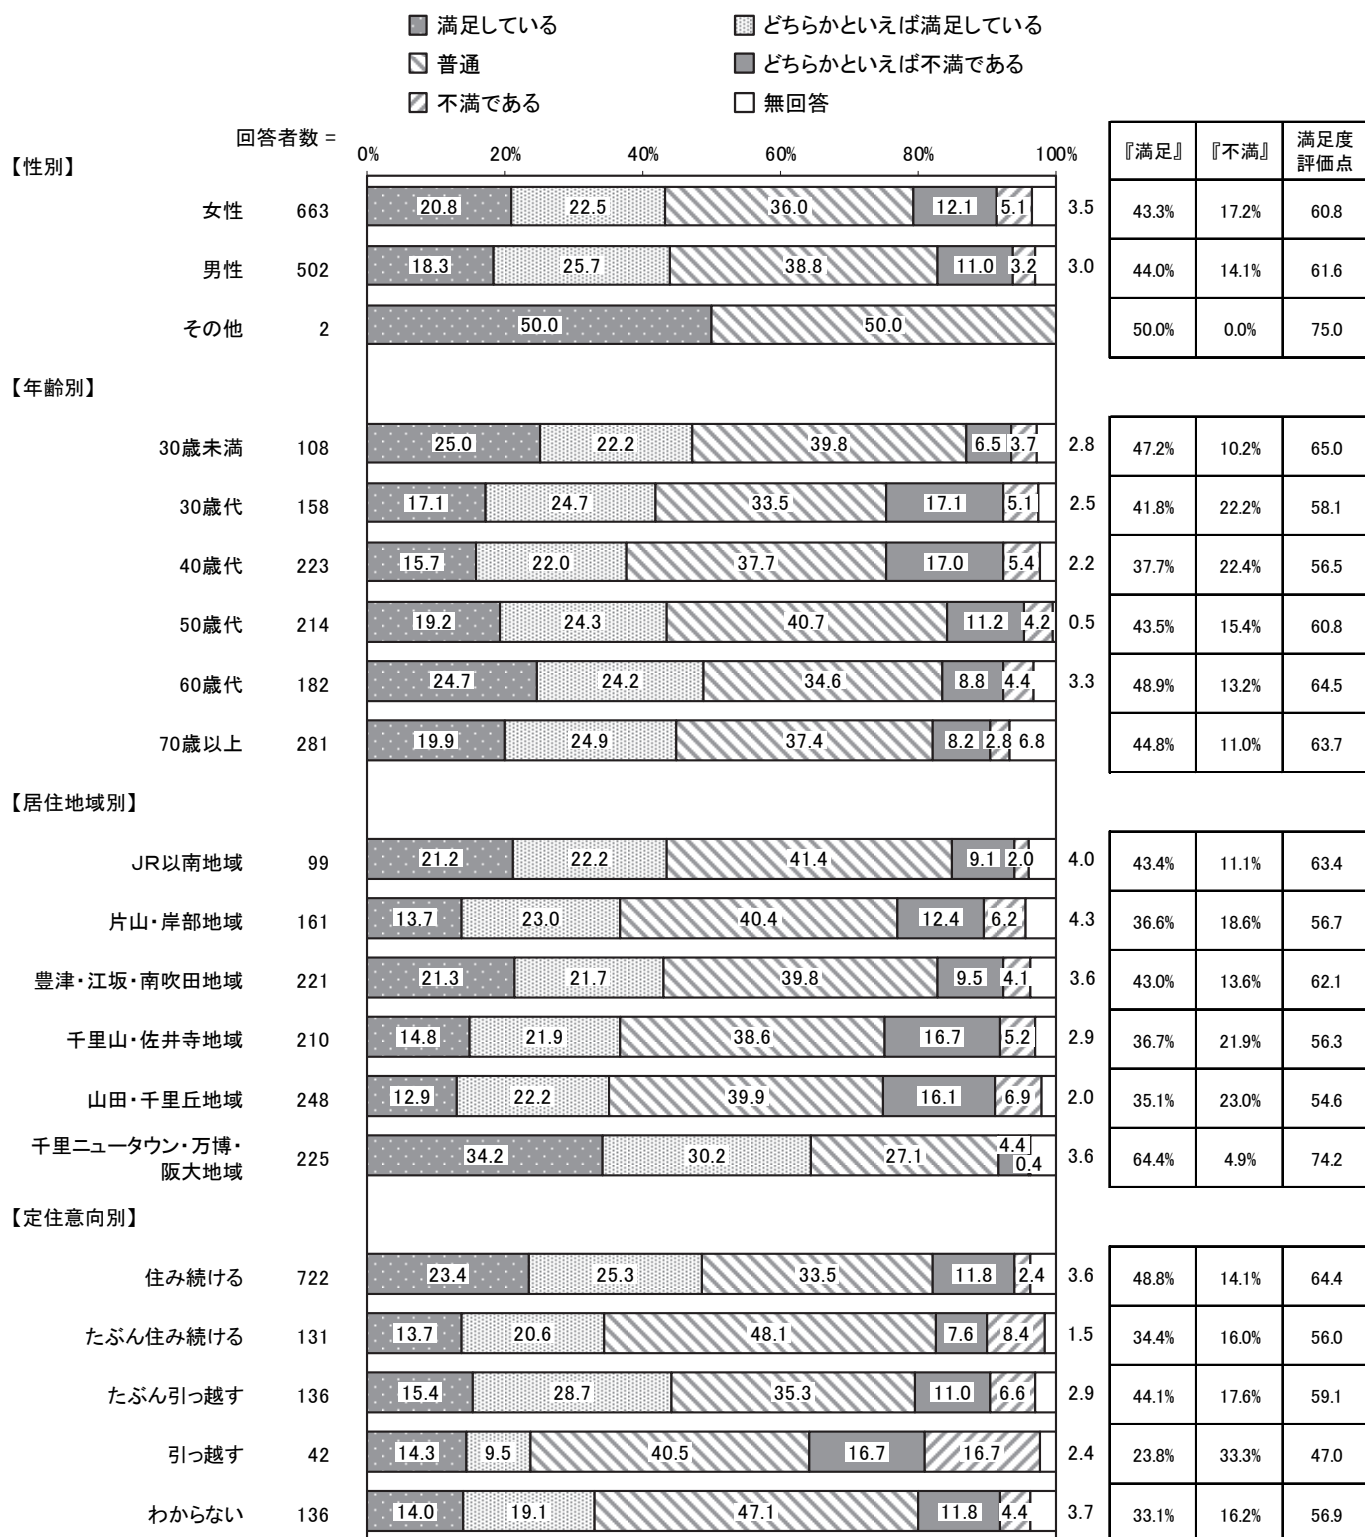 満足している どちらかといえば満足している
普通 どちらかといえば不満である
不満である 無回答
回答者数 = 0% 20% 40% 60% 80% 100% 『満足』 『不満』 満足度評価点
【性別】
女性 663 20.8 22.5 36.0 12.1 5.1 3.5 43.3% 17.2% 60.8
男性 502 18.3 25.7 38.8 11.0 3.2 3.0 44.0% 14.1% 61.6
その他 2 50.0 50.0 50.0% 0.0% 75.0
【年齢別】
30歳未満 108 25.0 22.2 39.8 6.5 3.7 2.8 47.2% 10.2% 65.0
30歳代 158 17.1 24.7 33.5 17.1 5.1 2.5 41.8% 22.2% 58.1
40歳代 223 15.7 22.0 37.7 17.0 5.4 2.2 37.7% 22.4% 56.5
50歳代 214 19.2 24.3 40.7 11.2 4.2 0.5 43.5% 15.4% 60.8
60歳代 182 24.7 24.2 34.6 8.8 4.4 3.3 48.9% 13.2% 64.5
70歳以上 281 19.9 24.9 37.4 8.2 2.8 6.8 44.8% 11.0% 63.7
【居住地域別】
JR以南地域 99 21.2 22.2 41.4 9.1 2.0 4.0 43.4% 11.1% 63.4
片山・岸部地域 161 13.7 23.0 40.4 12.4 6.2 4.3 36.6% 18.6% 56.7
豊津・江坂・南吹田地域 221 21.3 21.7 39.8 9.5 4.1 3.6 43.0% 13.6% 62.1
千里山・佐井寺地域 210 14.8 21.9 38.6 16.7 5.2 2.9 36.7% 21.9% 56.3
山田・千里丘地域 248 12.9 22.2 39.9 16.1 6.9 2.0 35.1% 23.0% 54.6
千里ニュータウン・万博・
阪大地域 225 34.2 30.2 27.1 4.4 0.4 3.6 64.4% 4.9% 74.2
【定住意向別】
住み続ける 722 23.4 25.3 33.5 11.8 2.4 3.6 48.8% 14.1% 64.4
たぶん住み続ける 131 13.7 20.6 48.1 7.6 8.4 1.5 34.4% 16.0% 56.0
たぶん引っ越す 136 15.4 28.7 35.3 11.0 6.6 2.9 44.1% 17.6% 59.1
引っ越す 42 14.3 9.5 40.5 16.7 16.7 2.4 23.8% 33.3% 47.0
わからない 136 14.0 19.1 47.1 11.8 4.4 3.7 33.1% 16.2% 56.9